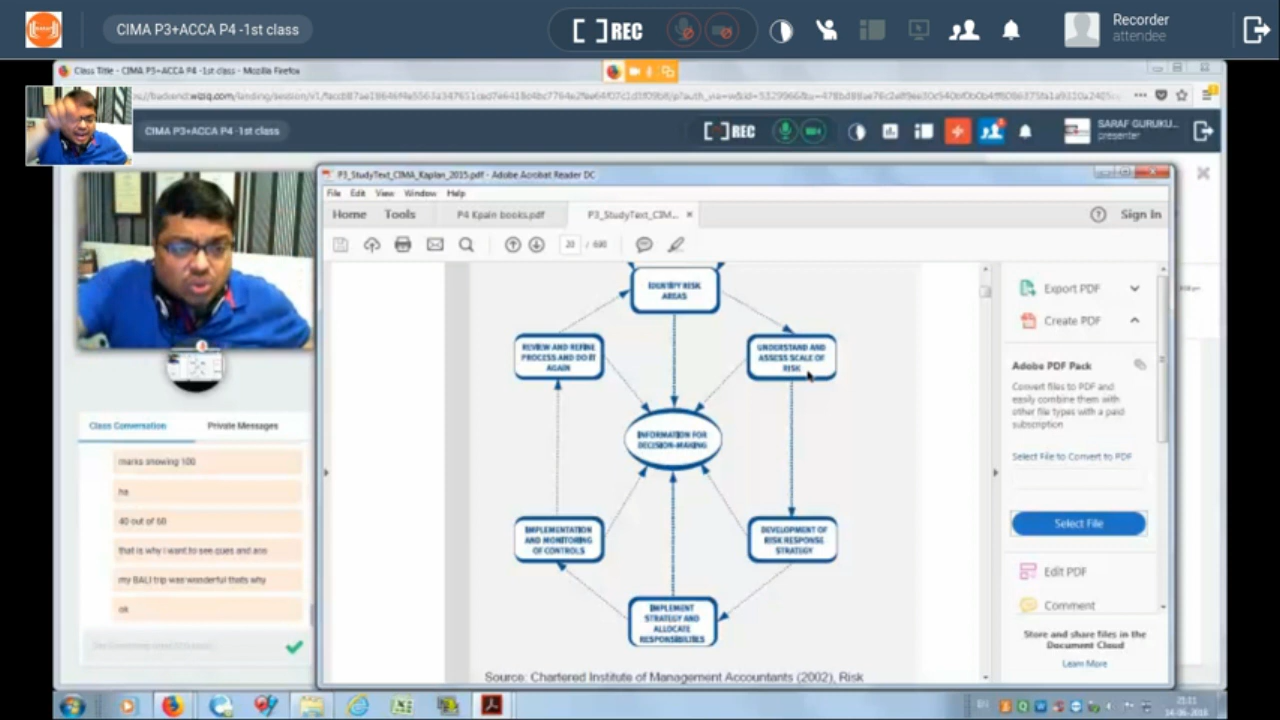 CIMA P3+ACCA P4 -1st class
REC
Recorder
attendee
Class Title - CIMA P3+ACCA P4 -1st class - Mozilla Firefox
CIMA P3+ACCA P4 -1st class
REC
SARAF GURUKU...
presenter
P3_StudyText_CIMA_Kaplan_2015.pdf - Adobe Acrobat Reader DC
File Edit View Window Help
Home Tools P4 Kpain books.pdf P3_StudyText_CIM... × Sign In
20 / 680
IDENTIFY RISK
AREAS
REVIEW AND REFINE
PROCESS AND DO IT
AGAIN
UNDERSTAND AND
ASSESS SCALE OF
RISK
INFORMATION FOR
DECISION-MAKING
IMPLEMENTATION
AND MONITORING
OF CONTROLS
DEVELOPMENT OF
RISK RESPONSE
STRATEGY
IMPLEMENT
STRATEGY AND
ALLOCATE
RESPONSIBILITIES
Source: Chartered Institute of Management Accountants (2002), Risk
Export PDF
Create PDF
Adobe PDF Pack
Convert files to PDF and
easily combine them with
other file types with a paid
subscription
Select File to Convert to PDF
Select File
Edit PDF
Comment
Store and share files in the
Document Cloud
Learn More
Class Conversation Private Messages
marks showing 100
ha
40 out of 60
that is why i want to see ques and ans
my BALI trip was wonderful thats why
ok
EN
21:11
14-06-2018